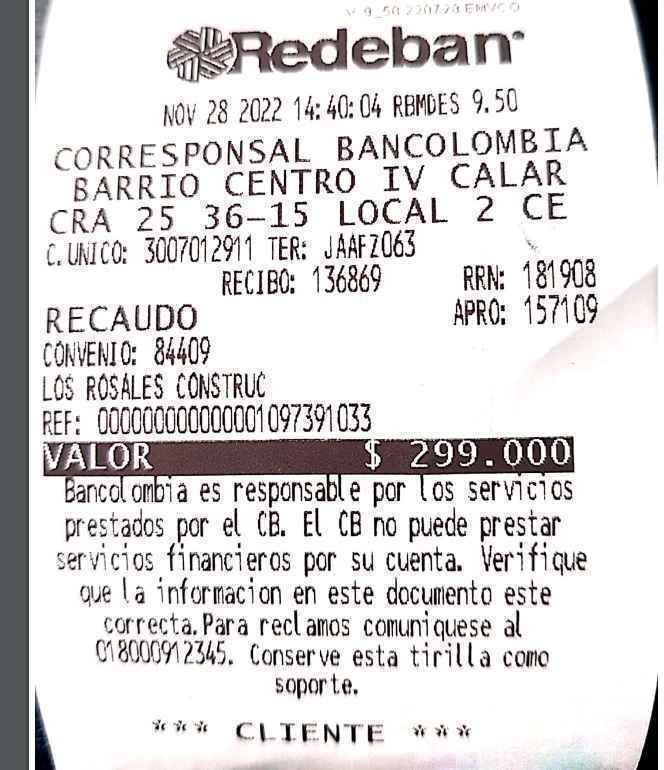 V 9_50 220728 EMVCO
Redeban
NOV 28 2022 14:40:04 RBMDES 9.50
CORRESPONSAL BANCOLOMBIA
BARRIO CENTRO IV CALAR
CRA 25 36-15 LOCAL 2 CE
C.UNICO: 3007012911 TER: JAAFZ063
RECIBO: 136869 RRN: 181908
RECAUDO APRO: 157109
CONVENIO: 84409
LOS ROSALES CONSTRUC
REF: 00000000000001097391033
VALOR $ 299.000
Bancolombia es responsable por los servicios
prestados por el CB. El CB no puede prestar
servicios financieros por su cuenta. Verifique
que la informacion en este documento este
correcta.Para reclamos comuniquese al
018000912345. Conserve esta tirilla como
soporte.
*** CLIENTE ***